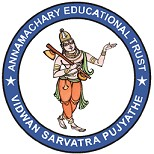 ANNAMACHARY EDUCATIONAL TRUST
VIDWAN SARVATRA PUJYATHE